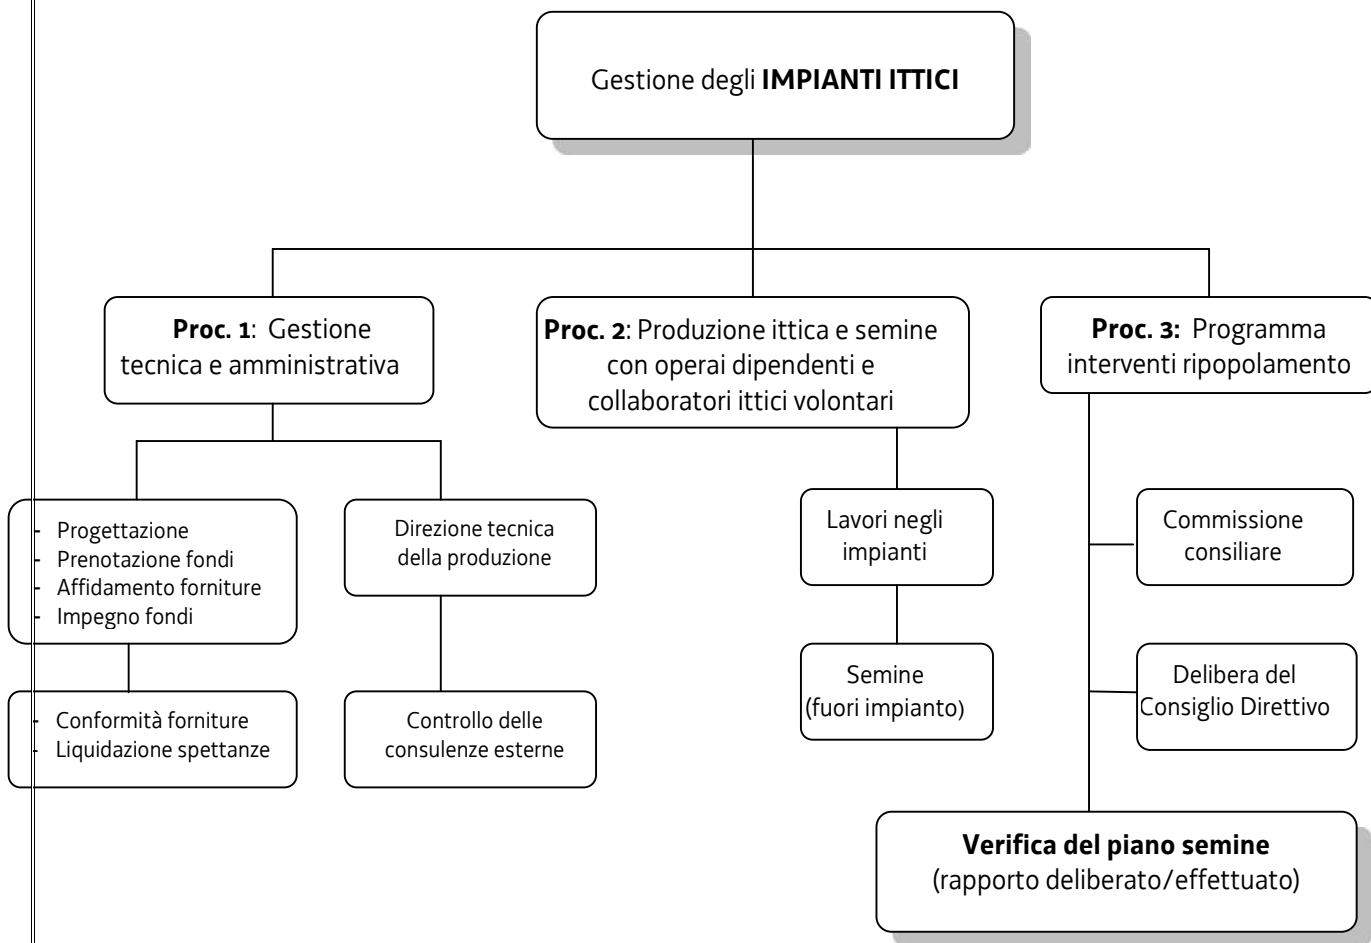 Gestione degli IMPIANTI ITTICI
Proc. 1: Gestione
tecnica e amministrativa
Proc. 2: Produzione ittica e semine
con operai dipendenti e
collaboratori ittici volontari
Proc. 3: Programma
interventi ripopolamento
- Progettazione
- Prenotazione fondi
- Affidamento forniture
- Impegno fondi
Direzione tecnica
della produzione
Lavori negli
impianti
Commissione
consiliare
- Conformità forniture
- Liquidazione spettanze
Controllo delle
consulenze esterne
Semine
(fuori impianto)
Delibera del
Consiglio Direttivo
Verifica del piano semine
(rapporto deliberato/effettuato)